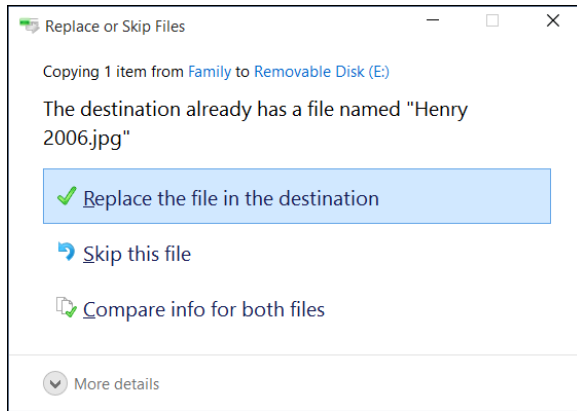 Replace or Skip Files
Copying 1 item from Family to Removable Disk (E:)
The destination already has a file named "Henry
2006.jpg"
Replace the file in the destination
Skip this file
Compare info for both files
More details